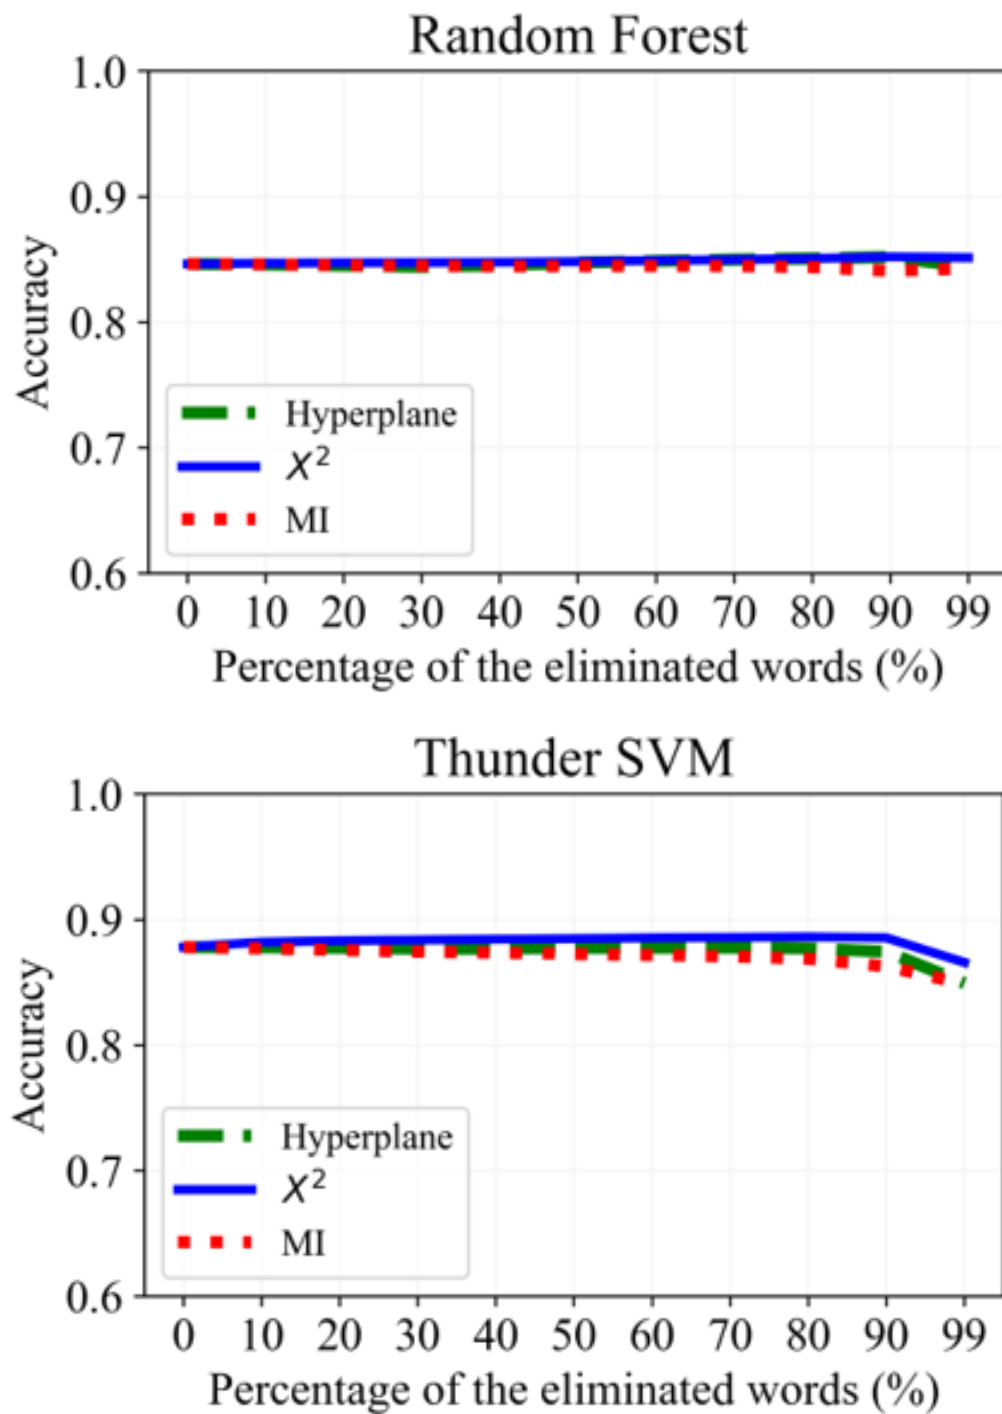 Random Forest
1.0
0.9
0.8
0.7
0.6
Accuracy
Hyperplane
X²
MI
0 10 20 30 40 50 60 70 80 90 99
Percentage of the eliminated words (%)
Thunder SVM
1.0
0.9
0.8
0.7
0.6
Accuracy
Hyperplane
X²
MI
0 10 20 30 40 50 60 70 80 90 99
Percentage of the eliminated words (%)